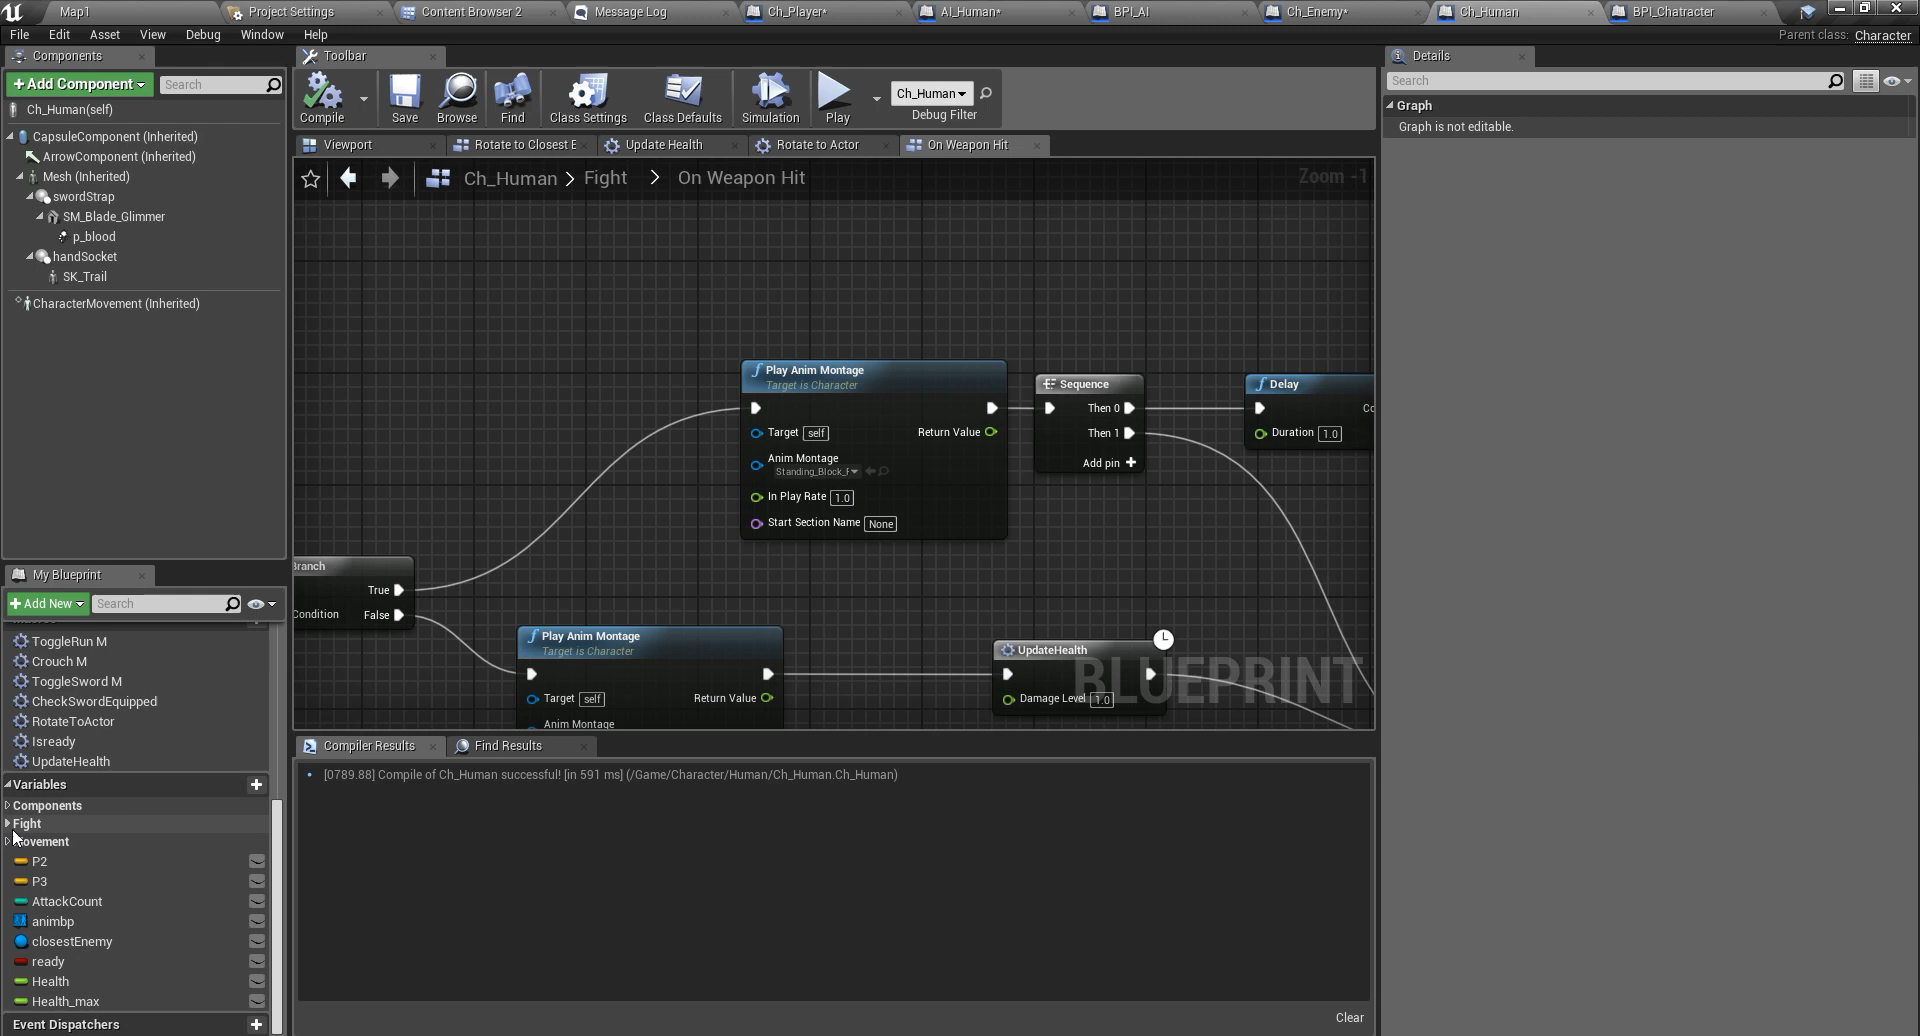 Map1
Project Settings
Content Browser 2
Message Log
Ch_Player*
AI_Human*
BPI_AI
Ch_Enemy*
Ch_Human
BPI_Chatracter
File Edit Asset View Debug Window Help
Parent class: Character
Components
Toolbar
Details
Add Component
Search
Ch_Human(self)
CapsuleComponent (Inherited)
ArrowComponent (Inherited)
Mesh (Inherited)
swordStrap
SM_Blade_Glimmer
p_blood
handSocket
SK_Trail
CharacterMovement (Inherited)
Compile
Save
Browse
Find
Class Settings
Class Defaults
Simulation
Play
Ch_Human
Debug Filter
Search
Graph
Graph is not editable.
Viewport
Rotate to Closest E
Update Health
Rotate to Actor
On Weapon Hit
Ch_Human > Fight > On Weapon Hit
Zoom -1
Play Anim Montage
Target is Character
Target self
Return Value
Anim Montage
In Play Rate 1.0
Start Section Name None
Sequence
Then 0
Then 1
Add pin
Delay
Duration 1.0
Branch
True
Condition False
Play Anim Montage
Target is Character
Target self
Return Value
Anim Montage
UpdateHealth
Damage Level 1.0
BLUEPRINT
My Blueprint
Add New
Search
ToggleRun M
Crouch M
ToggleSword M
CheckSwordEquipped
RotateToActor
Isready
UpdateHealth
Variables
Components
Fight
P2
P3
AttackCount
animbp
closestEnemy
ready
Health
Health_max
Event Dispatchers
Compiler Results
Find Results
[0789.88] Compile of Ch_Human successful! [in 591 ms] (/Game/Character/Human/Ch_Human.Ch_Human)
Clear